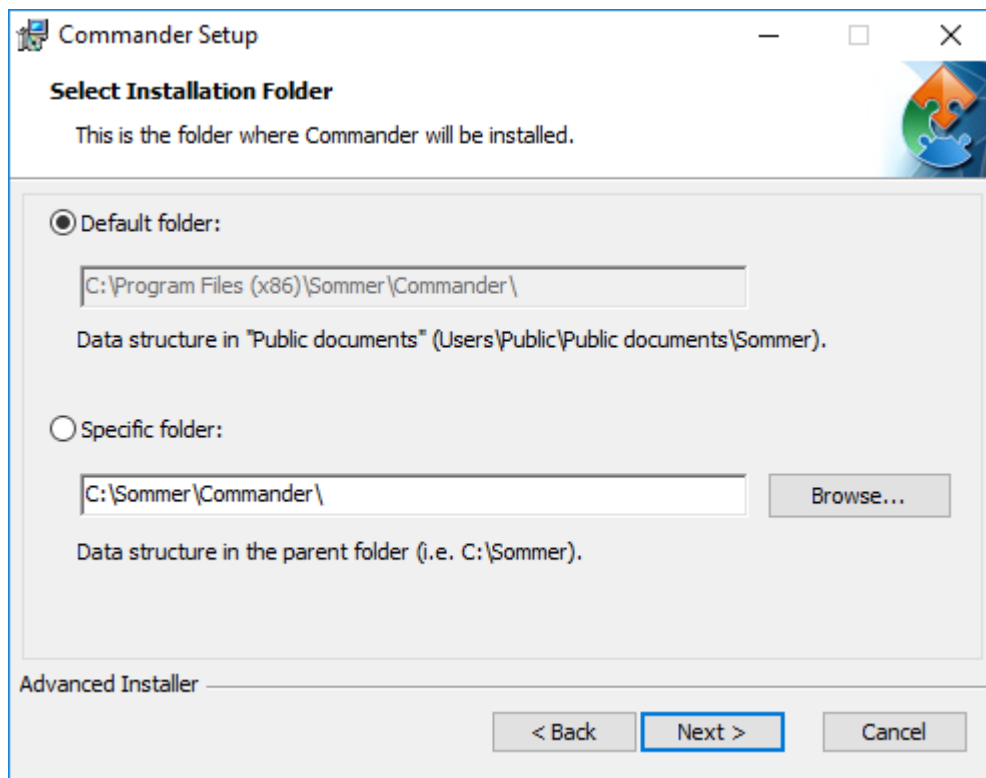 Commander Setup
Select Installation Folder
This is the folder where Commander will be installed.
Default folder:
C:\Program Files (x86)\Sommer\Commander\
Data structure in "Public documents" (Users\Public\Public documents\Sommer).
Specific folder:
C:\Sommer\Commander\
Browse...
Data structure in the parent folder (i.e. C:\Sommer).
Advanced Installer
< Back
Next >
Cancel